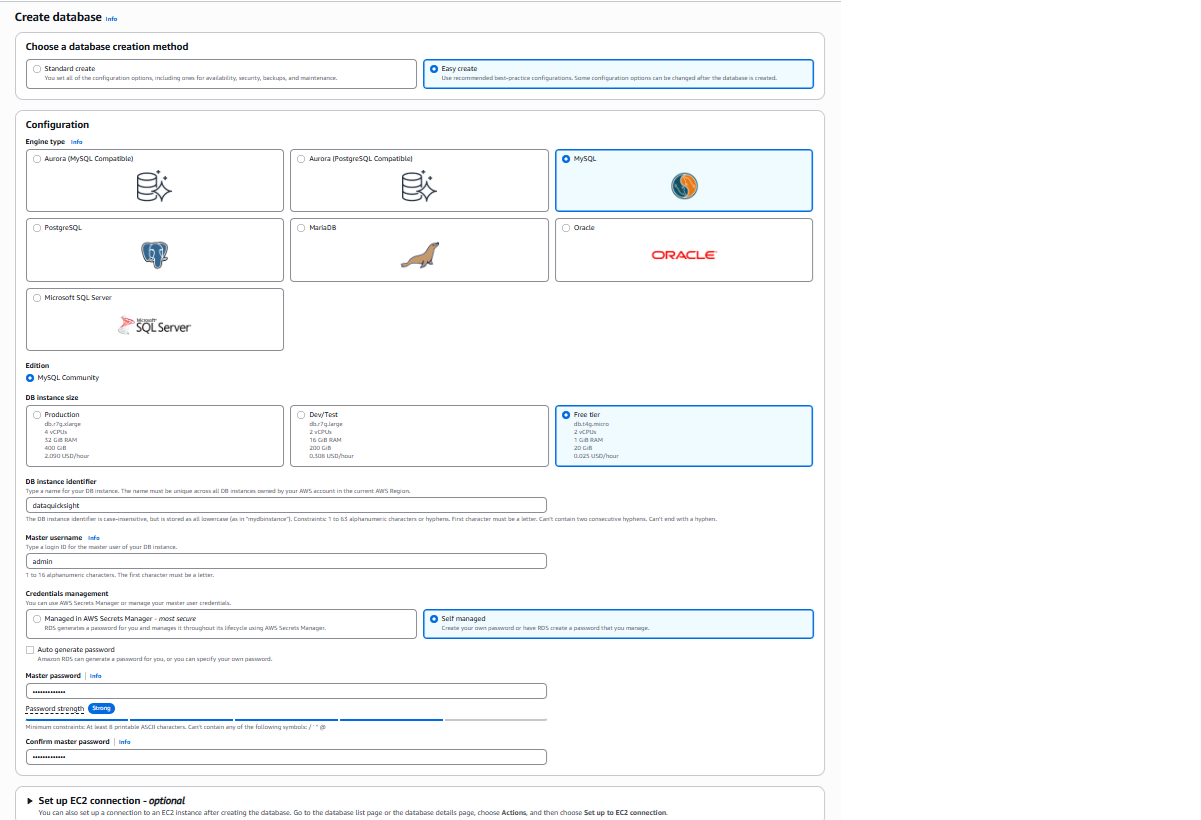 Create database Info
Choose a database creation method
Standard create
You set all of the configuration options, including ones for availability, security, backups, and maintenance.
Easy create
Use recommended best-practice configurations. Some configuration options can be changed after the database is created.
Configuration
Engine type Info
Aurora (MySQL Compatible)
Aurora (PostgreSQL Compatible)
MySQL
PostgreSQL
MariaDB
Oracle
ORACLE
Microsoft SQL Server
Microsoft
SQL Server
Edition
MySQL Community
DB instance size
Production
db.r7g.xlarge
4 vCPUs
32 GiB RAM
400 GiB
2.090 USD/hour
Dev/Test
db.r7g.large
2 vCPUs
16 GiB RAM
200 GiB
0.308 USD/hour
Free tier
db.t4g.micro
2 vCPUs
1 GiB RAM
20 GiB
0.025 USD/hour
DB instance identifier
Type a name for your DB instance. The name must be unique across all DB instances owned by your AWS account in the current AWS Region.
dataquicksight
The DB instance identifier is case-insensitive, but is stored as all lowercase (as in "mydbinstance"). Constraints: 1 to 63 alphanumeric characters or hyphens. First character must be a letter. Can't contain two consecutive hyphens. Can't end with a hyphen.
Master username Info
Type a login ID for the master user of your DB instance.
admin
1 to 16 alphanumeric characters. The first character must be a letter.
Credentials management
You can use AWS Secrets Manager or manage your master user credentials.
Managed in AWS Secrets Manager - most secure
RDS generates a password for you and manages it throughout its lifecycle using AWS Secrets Manager.
Self managed
Create your own password or have RDS create a password that you manage.
Auto generate password
Amazon RDS can generate a password for you, or you can specify your own password.
Master password Info
•••••••••••••
Password strength Strong
Minimum constraints: At least 8 printable ASCII characters. Can't contain any of the following symbols: / ' " @
Confirm master password Info
•••••••••••••
Set up EC2 connection - optional
You can also set up a connection to an EC2 instance after creating the database. Go to the database list page or the database details page, choose Actions, and then choose Set up to EC2 connection.